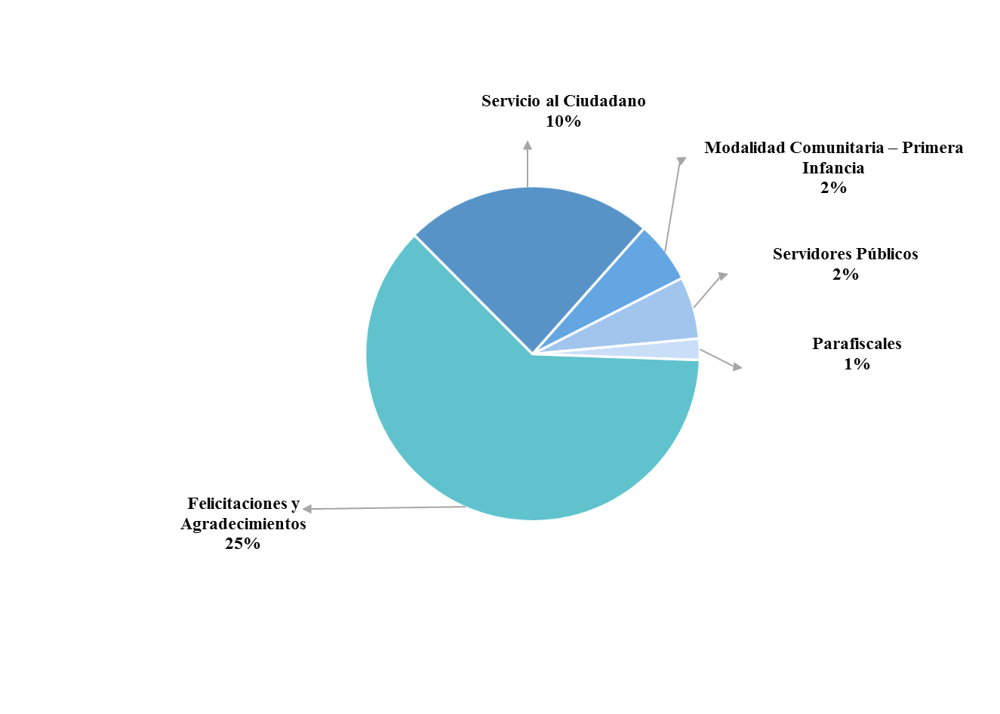 Servicio al Ciudadano
10%
Modalidad Comunitaria – Primera
Infancia
2%
Servidores Públicos
2%
Parafiscales
1%
Felicitaciones y
Agradecimientos
25%